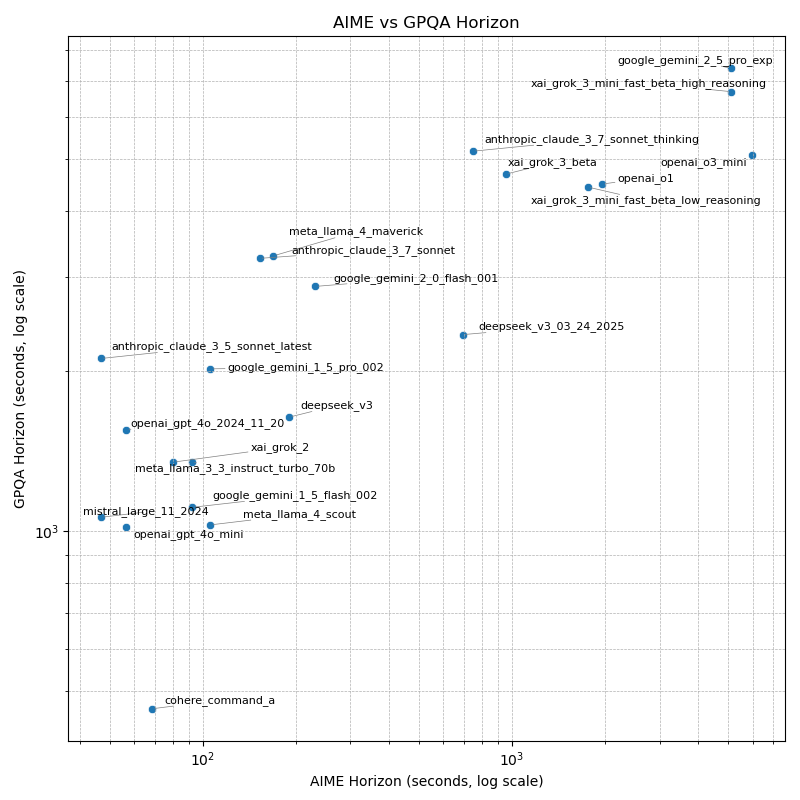 AIME vs GPQA Horizon
google_gemini_2_5_pro_exp
xai_grok_3_mini_fast_beta_high_reasoning
anthropic_claude_3_7_sonnet_thinking
xai_grok_3_beta
openai_o3_mini
openai_o1
xai_grok_3_mini_fast_beta_low_reasoning
meta_llama_4_maverick
anthropic_claude_3_7_sonnet
google_gemini_2_0_flash_001
deepseek_v3_03_24_2025
anthropic_claude_3_5_sonnet_latest
google_gemini_1_5_pro_002
deepseek_v3
openai_gpt_4o_2024_11_20
xai_grok_2
meta_llama_3_3_instruct_turbo_70b
google_gemini_1_5_flash_002
mistral_large_11_2024
meta_llama_4_scout
openai_gpt_4o_mini
cohere_command_a
GPQA Horizon (seconds, log scale)
10³
10² 10³
AIME Horizon (seconds, log scale)